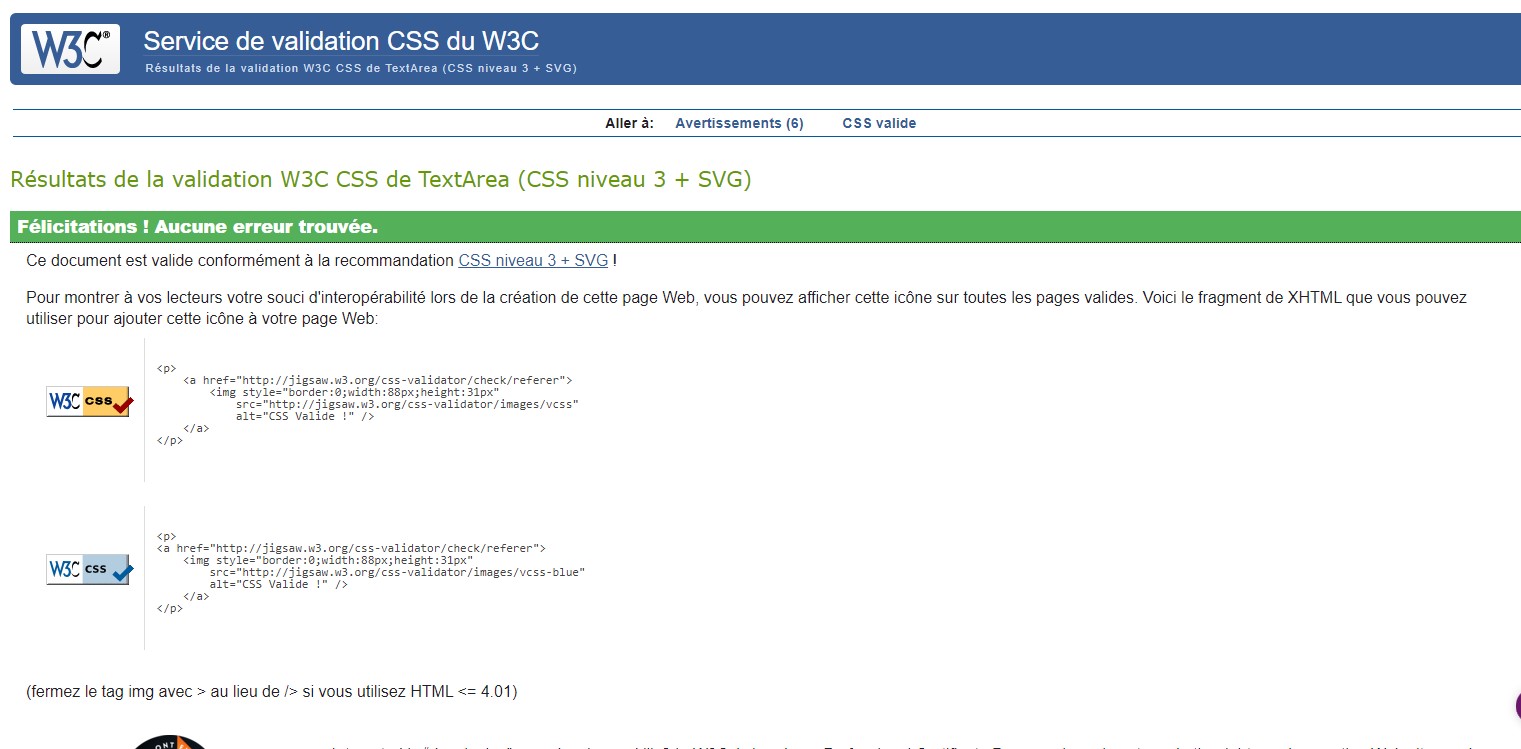 W3C®
Service de validation CSS du W3C
Résultats de la validation W3C CSS de TextArea (CSS niveau 3 + SVG)
Aller à: Avertissements (6) CSS valide
Résultats de la validation W3C CSS de TextArea (CSS niveau 3 + SVG)
Félicitations ! Aucune erreur trouvée.
Ce document est valide conformément à la recommandation CSS niveau 3 + SVG !
Pour montrer à vos lecteurs votre souci d'interopérabilité lors de la création de cette page Web, vous pouvez afficher cette icône sur toutes les pages valides. Voici le fragment de XHTML que vous pouvez
utiliser pour ajouter cette icône à votre page Web:
W3C css
<p>
<a href="http://jigsaw.w3.org/css-validator/check/referer">
<img style="border:0;width:88px;height:31px"
src="http://jigsaw.w3.org/css-validator/images/vcss"
alt="CSS Valide !" />
</a>
</p>
W3C css
<p>
<a href="http://jigsaw.w3.org/css-validator/check/referer">
<img style="border:0;width:88px;height:31px"
src="http://jigsaw.w3.org/css-validator/images/vcss-blue"
alt="CSS Valide !" />
</a>
</p>
(fermez le tag img avec > au lieu de /> si vous utilisez HTML <= 4.01)